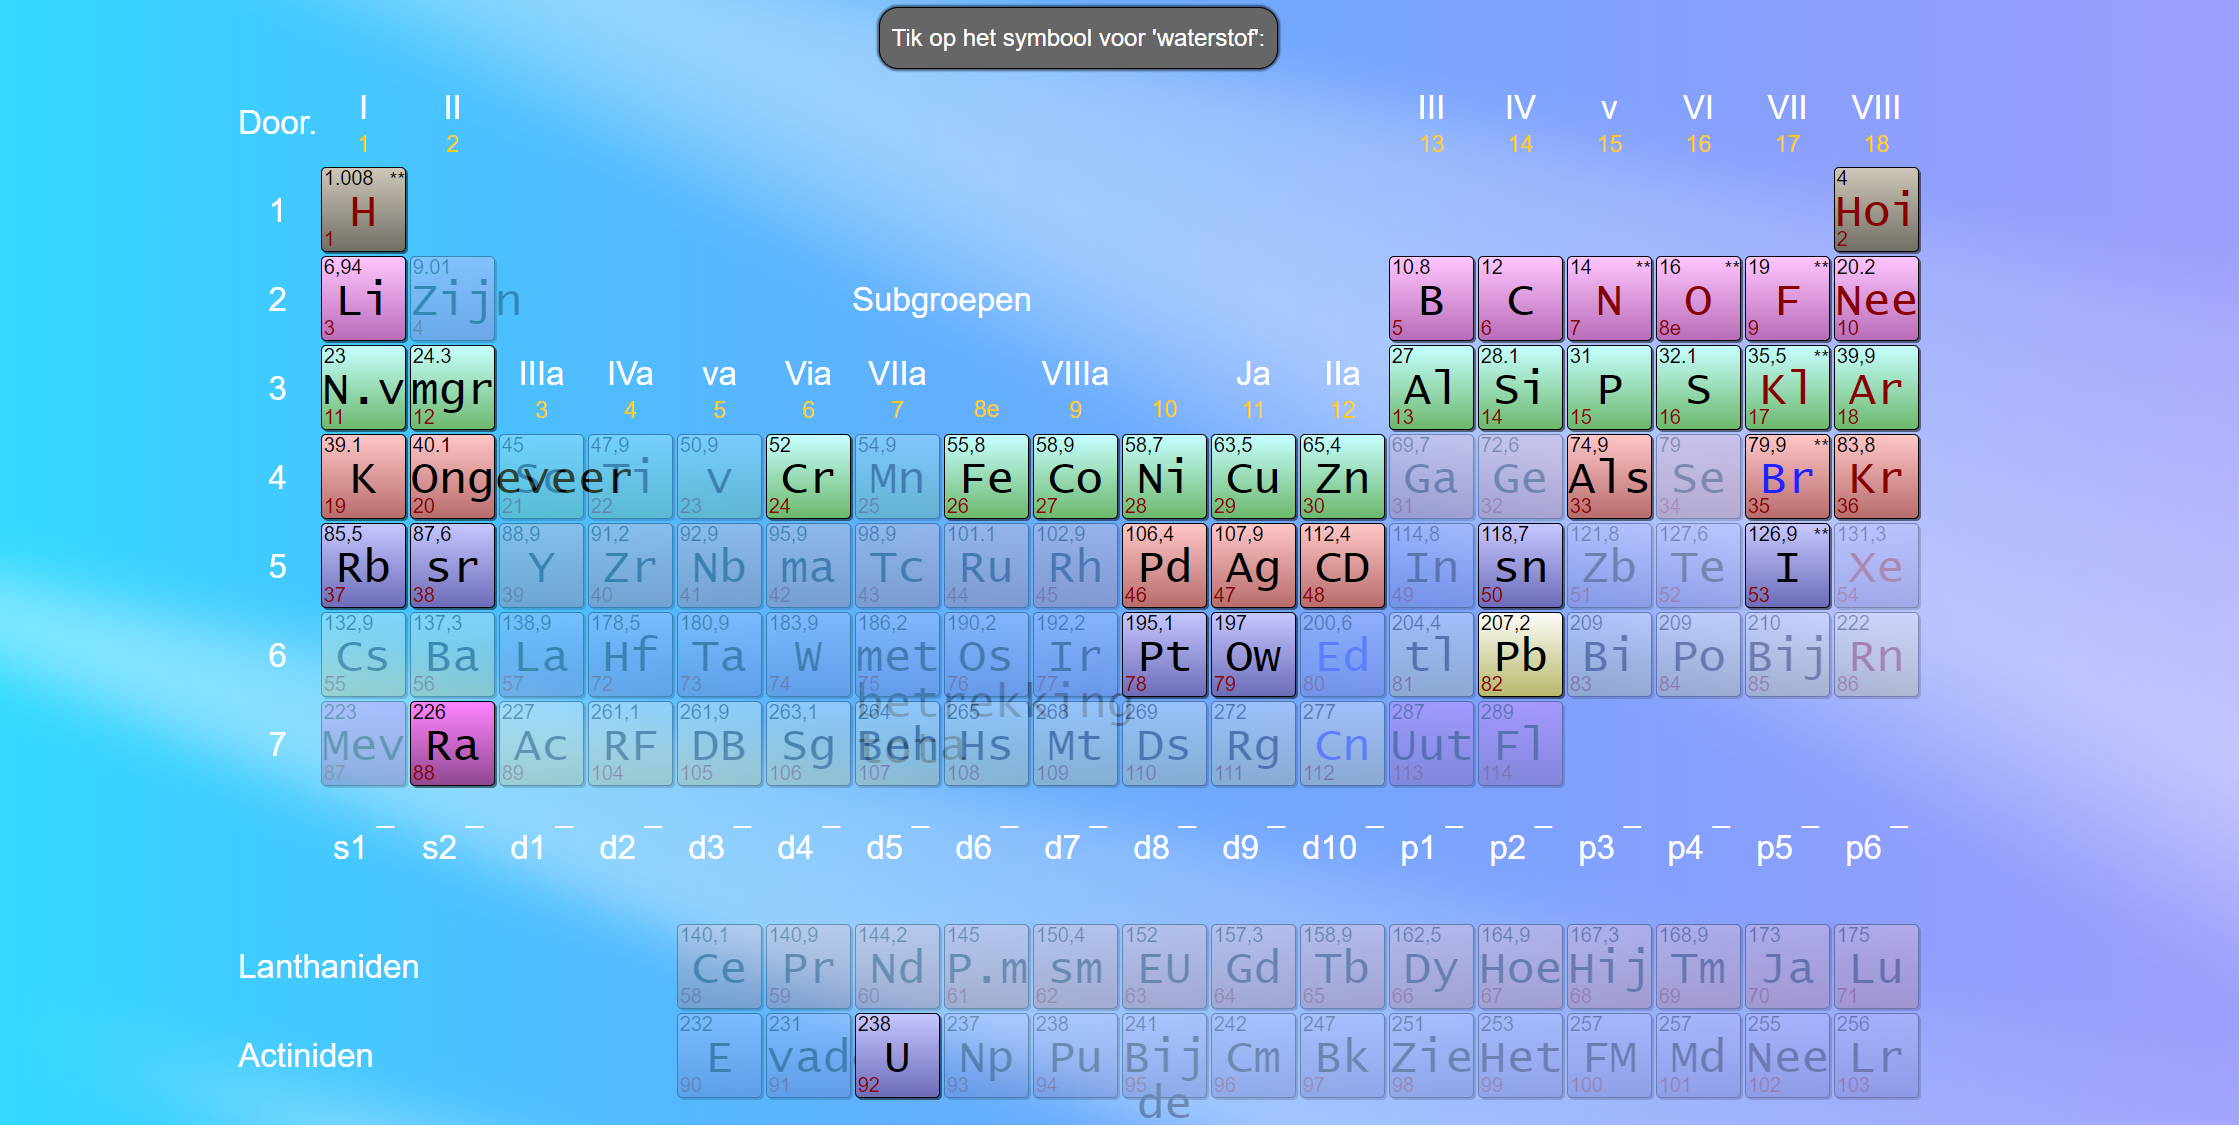 Tik op het symbool voor 'waterstof':
Door. I II III IV v VI VII VIII
1 2 13 14 15 16 17 18
1
1.008 ** H 1
4 Hoi 2
2
6,94 Li 3
9.01 Zijn 4
Subgroepen
10.8 B 5
12 C 6
14 ** N 7
16 ** O 8e
19 ** F 9
20.2 Nee 10
3
23 N.v 11
24.3 mgr 12
IIIa IVa va Via VIIa VIIIa Ja IIa
3 4 5 6 7 8e 9 10 11 12
27 Al 13
28.1 Si 14
31 P 15
32.1 S 16
35,5 ** Kl 17
39,9 Ar 18
4
39.1 K 19
40.1 Ongeveer 20
45 Sc 21
47,9 Ti 22
50,9 v 23
52 Cr 24
54,9 Mn 25
55,8 Fe 26
58,9 Co 27
58,7 Ni 28
63,5 Cu 29
65,4 Zn 30
69,7 Ga 31
72,6 Ge 32
74,9 Als 33
79 Se 34
79,9 ** Br 35
83,8 Kr 36
5
85,5 Rb 37
87,6 sr 38
88,9 Y 39
91,2 Zr 40
92,9 Nb 41
95,9 ma 42
98,9 Tc 43
101.1 Ru 44
102,9 Rh 45
106,4 Pd 46
107,9 Ag 47
112,4 CD 48
114,8 In 49
118,7 sn 50
121,8 Zb 51
127,6 Te 52
126,9 ** I 53
131,3 Xe 54
6
132,9 Cs 55
137,3 Ba 56
138,9 La 57
178,5 Hf 72
180,9 Ta 73
183,9 W 74
186,2 met betrekking tot 75
190,2 Os 76
192,2 Ir 77
195,1 Pt 78
197 Ow 79
200,6 Ed 80
204,4 tl 81
207,2 Pb 82
209 Bi 83
209 Po 84
210 Bij 85
222 Rn 86
7
223 Mev 87
226 Ra 88
227 Ac 89
261,1 RF 104
261,9 DB 105
263,1 Sg 106
264 107
265 Hs 108
268 Mt 109
269 Ds 110
272 Rg 111
277 Cn 112
287 Uut 113
289 Fl 114
s1 s2 d1 d2 d3 d4 d5 d6 d7 d8 d9 d10 p1 p2 p3 p4 p5 p6
Lanthaniden
140,1 Ce 58
140,9 Pr 59
144,2 Nd 60
145 P.m 61
150,4 sm 62
152 EU 63
157,3 Gd 64
158,9 Tb 65
162,5 Dy 66
164,9 Hoe 67
167,3 Hij 68
168,9 Tm 69
173 Ja 70
175 Lu 71
Actiniden
232 E 90
231 vad 91
238 U 92
237 Np 93
238 Pu 94
241 Bij de 95
242 Cm 96
247 Bk 97
251 Zie 98
253 Het 99
257 FM 100
257 Md 101
255 Nee 102
256 Lr 103